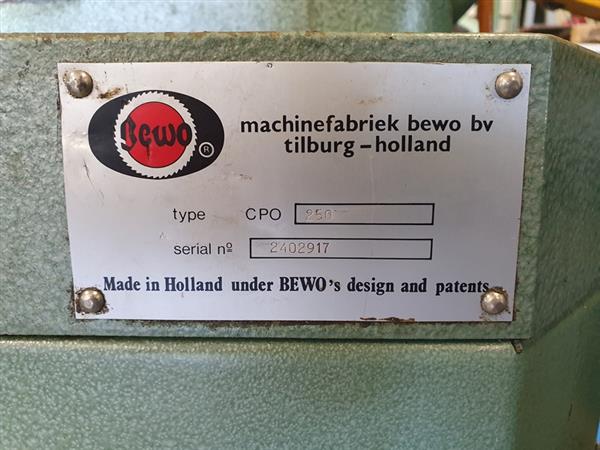 Bewo
®
machinefabriek bewo bv
tilburg – holland
type CPO 250
serial nº 2402917
Made in Holland under BEWO's design and patents